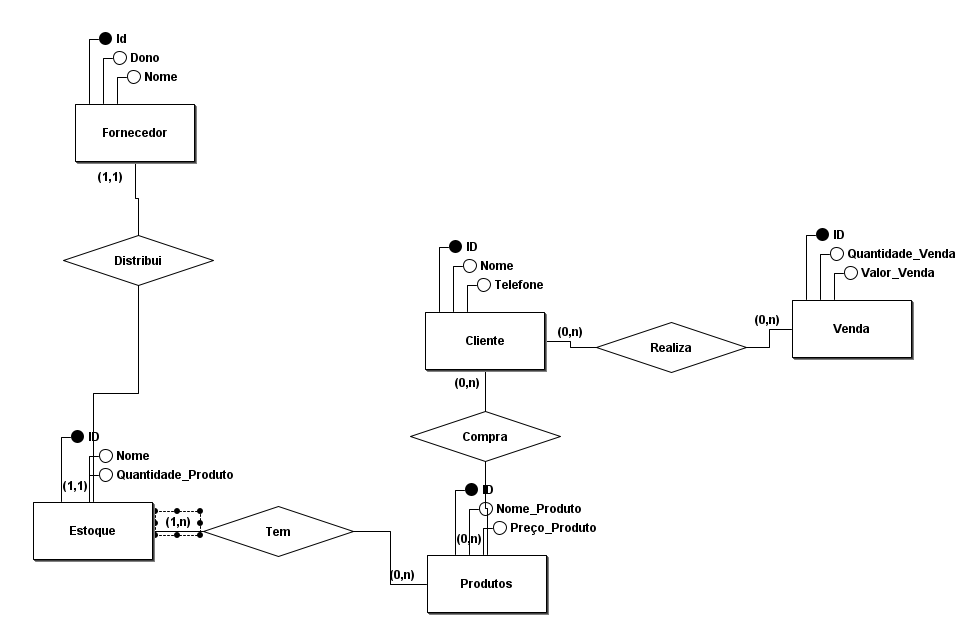 Id
Dono
Nome
Fornecedor
(1,1)
Distribui
ID
Nome
Telefone
Cliente
(0,n)
(0,n)
Realiza
(0,n)
ID
Quantidade_Venda
Valor_Venda
Venda
Compra
ID
Nome
Quantidade_Produto
(1,1)
Estoque
(1,n)
Tem
(0,n)
ID
Nome_Produto
Preço_Produto
(0,n)
Produtos